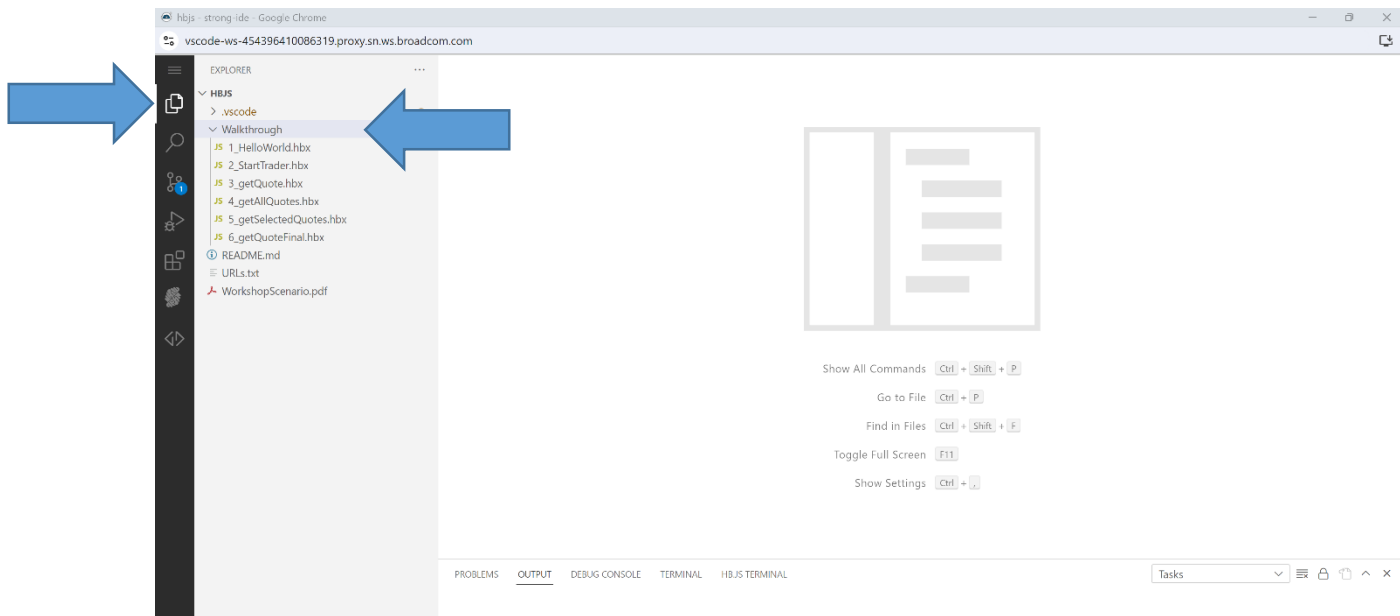 hbjs - strong-ide - Google Chrome
vscode-ws-454396410086319.proxy.sn.ws.broadcom.com
EXPLORER
HBJS
.vscode
Walkthrough
JS 1_HelloWorld.hbx
JS 2_StartTrader.hbx
JS 3_getQuote.hbx
JS 4_getAllQuotes.hbx
JS 5_getSelectedQuotes.hbx
JS 6_getQuoteFinal.hbx
README.md
URLs.txt
WorkshopScenario.pdf
1
Show All Commands Ctrl + Shift + P
Go to File Ctrl + P
Find in Files Ctrl + Shift + F
Toggle Full Screen F11
Show Settings Ctrl + ,
PROBLEMS OUTPUT DEBUG CONSOLE TERMINAL HBJS TERMINAL Tasks